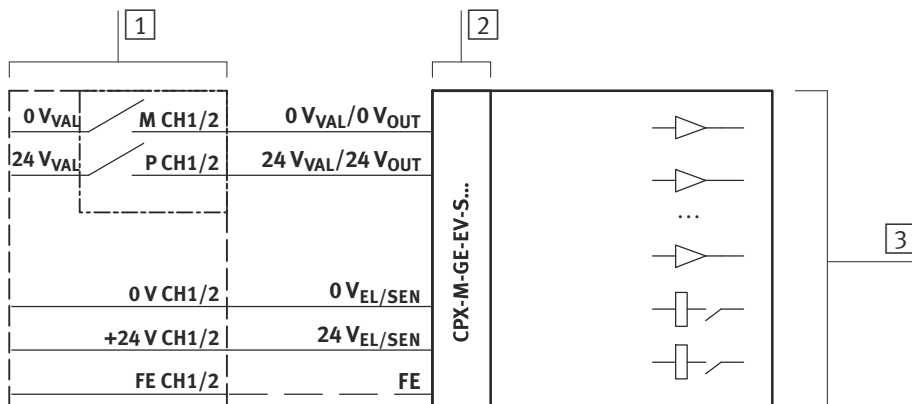 1
2
0 VVAL M CH1/2 0 VVAL/0 VOUT
24 VVAL P CH1/2 24 VVAL/24 VOUT
CPX-M-GE-EV-S...
...
3
0 V CH1/2 0 VEL/SEN
+24 V CH1/2 24 VEL/SEN
FE CH1/2 FE